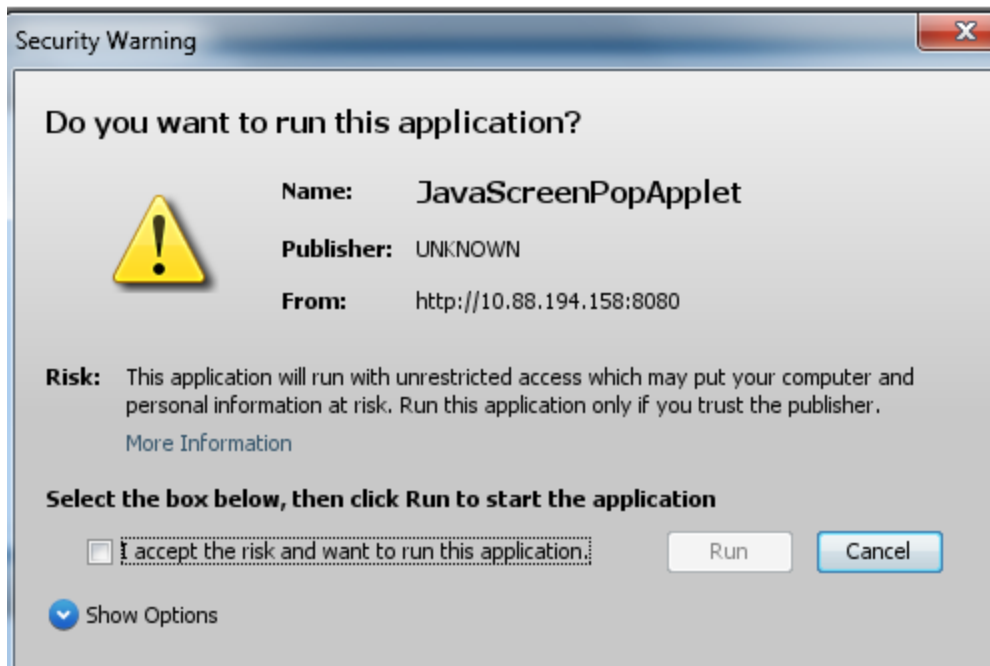 Security Warning
Do you want to run this application?
Name: JavaScreenPopApplet
Publisher: UNKNOWN
From: http://10.88.194.158:8080
Risk: This application will run with unrestricted access which may put your computer and
personal information at risk. Run this application only if you trust the publisher.
More Information
Select the box below, then click Run to start the application
I accept the risk and want to run this application. Run Cancel
Show Options